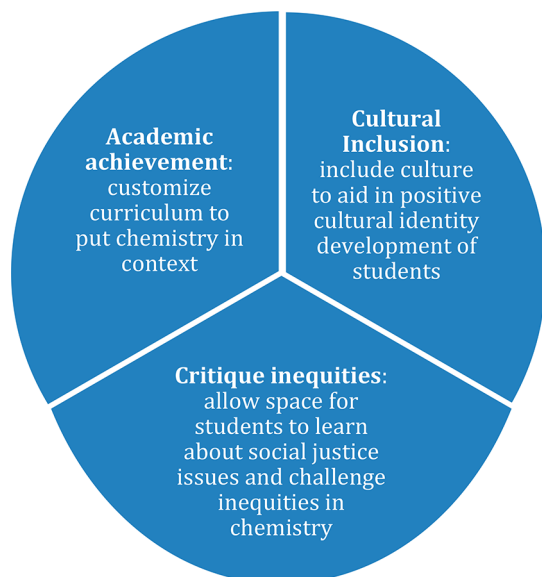 Academic
achievement:
customize
curriculum to
put chemistry in
context
Cultural
Inclusion:
include culture
to aid in positive
cultural identity
development of
students
Critique inequities:
allow space for
students to learn
about social justice
issues and challenge
inequities in
chemistry